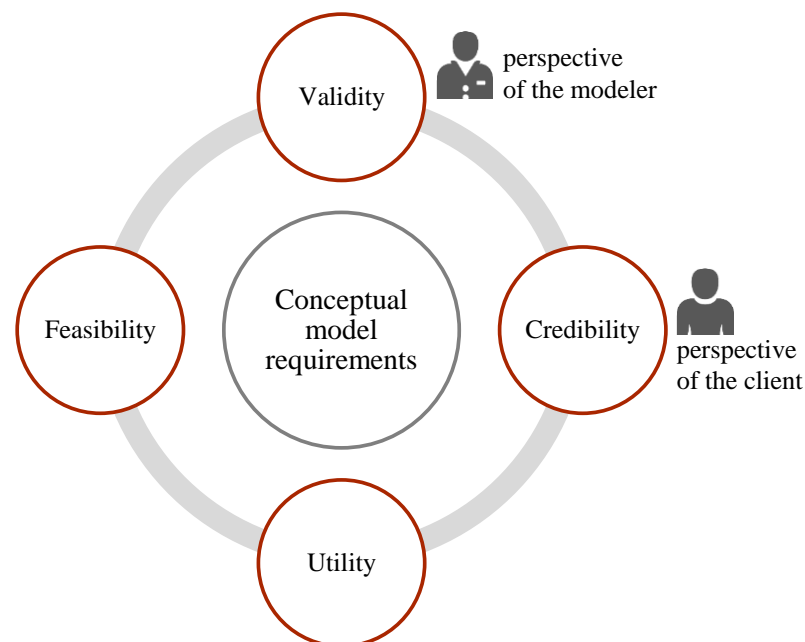 Validity
perspective
of the modeler
Feasibility
Conceptual
model
requirements
Credibility
perspective
of the client
Utility